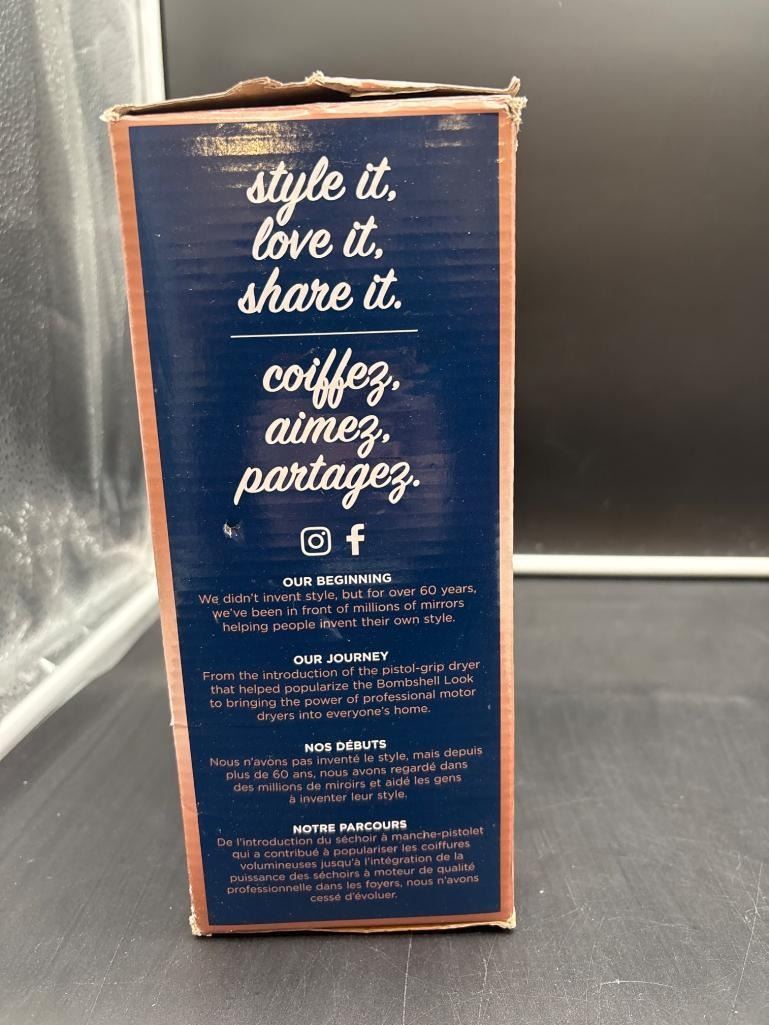 style it,
love it,
share it.
coiffez,
aimez,
partagez.
OUR BEGINNING
We didn't invent style, but for over 60 years,
we've been in front of millions of mirrors
helping people invent their own style.
OUR JOURNEY
From the introduction of the pistol-grip dryer
that helped popularize the Bombshell Look
to bringing the power of professional motor
dryers into everyone's home.
NOS DÉBUTS
Nous n'avons pas inventé le style, mais depuis
plus de 60 ans, nous avons regardé dans
des millions de miroirs et aidé les gens
à inventer leur style.
NOTRE PARCOURS
De l'introduction du séchoir à manche-pistolet
qui a contribué à populariser les coiffures
volumineuses jusqu'à l'intégration de la
puissance des séchoirs à moteur de qualité
professionnelle dans les foyers, nous n'avons
cessé d'évoluer.